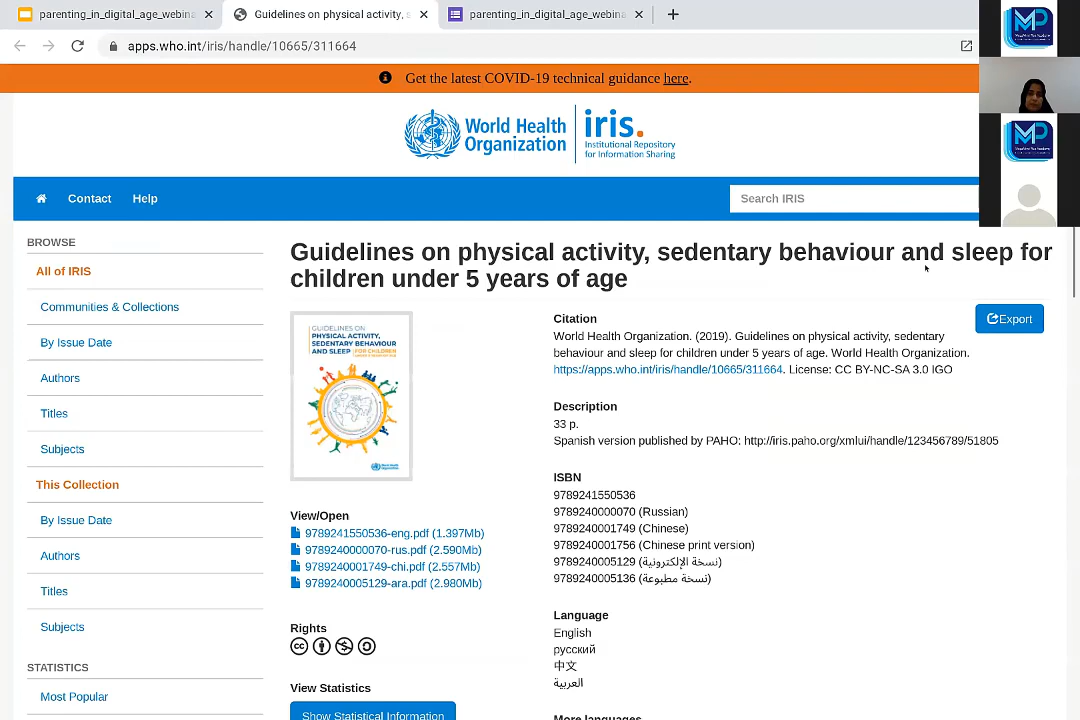 parenting_in_digital_age_webina
Guidelines on physical activity, s
parenting_in_digital_age_webina
apps.who.int/iris/handle/10665/311664
Get the latest COVID-19 technical guidance here.
World Health Organization
iris.
Institutional Repository for Information Sharing
MP
MP
Contact
Help
Search IRIS
BROWSE
All of IRIS
Communities & Collections
By Issue Date
Authors
Titles
Subjects
This Collection
By Issue Date
Authors
Titles
Subjects
STATISTICS
Most Popular
Guidelines on physical activity, sedentary behaviour and sleep for
children under 5 years of age
GUIDELINES ON
PHYSICAL ACTIVITY,
SEDENTARY BEHAVIOUR
AND SLEEP FOR CHILDREN
View/Open
9789241550536-eng.pdf (1.397Mb)
9789240000070-rus.pdf (2.590Mb)
9789240001749-chi.pdf (2.557Mb)
9789240005129-ara.pdf (2.980Mb)
Rights
View Statistics
Show Statistical Information
Citation
Export
World Health Organization. (2019). Guidelines on physical activity, sedentary
behaviour and sleep for children under 5 years of age. World Health Organization.
https://apps.who.int/iris/handle/10665/311664. License: CC BY-NC-SA 3.0 IGO
Description
33 p.
Spanish version published by PAHO: http://iris.paho.org/xmlui/handle/123456789/51805
ISBN
9789241550536
9789240000070 (Russian)
9789240001749 (Chinese)
9789240001756 (Chinese print version)
9789240005129 (نسخة الإلكترونية)
9789240005136 (نسخة مطبوعة)
Language
English
русский
中文
العربية
More languages